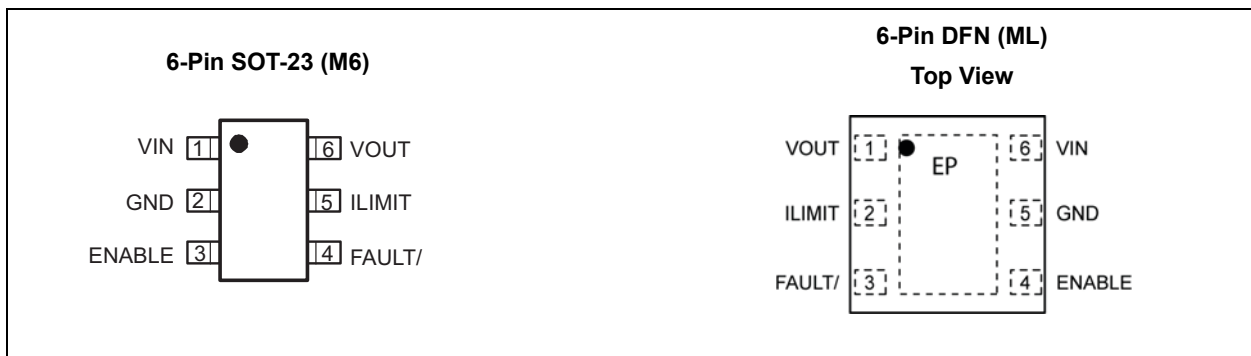 6-Pin SOT-23 (M6)
VIN 1 6 VOUT
GND 2 5 ILIMIT
ENABLE 3 4 FAULT/
6-Pin DFN (ML)
Top View
VOUT 1 EP 6 VIN
ILIMIT 2 5 GND
FAULT/ 3 4 ENABLE